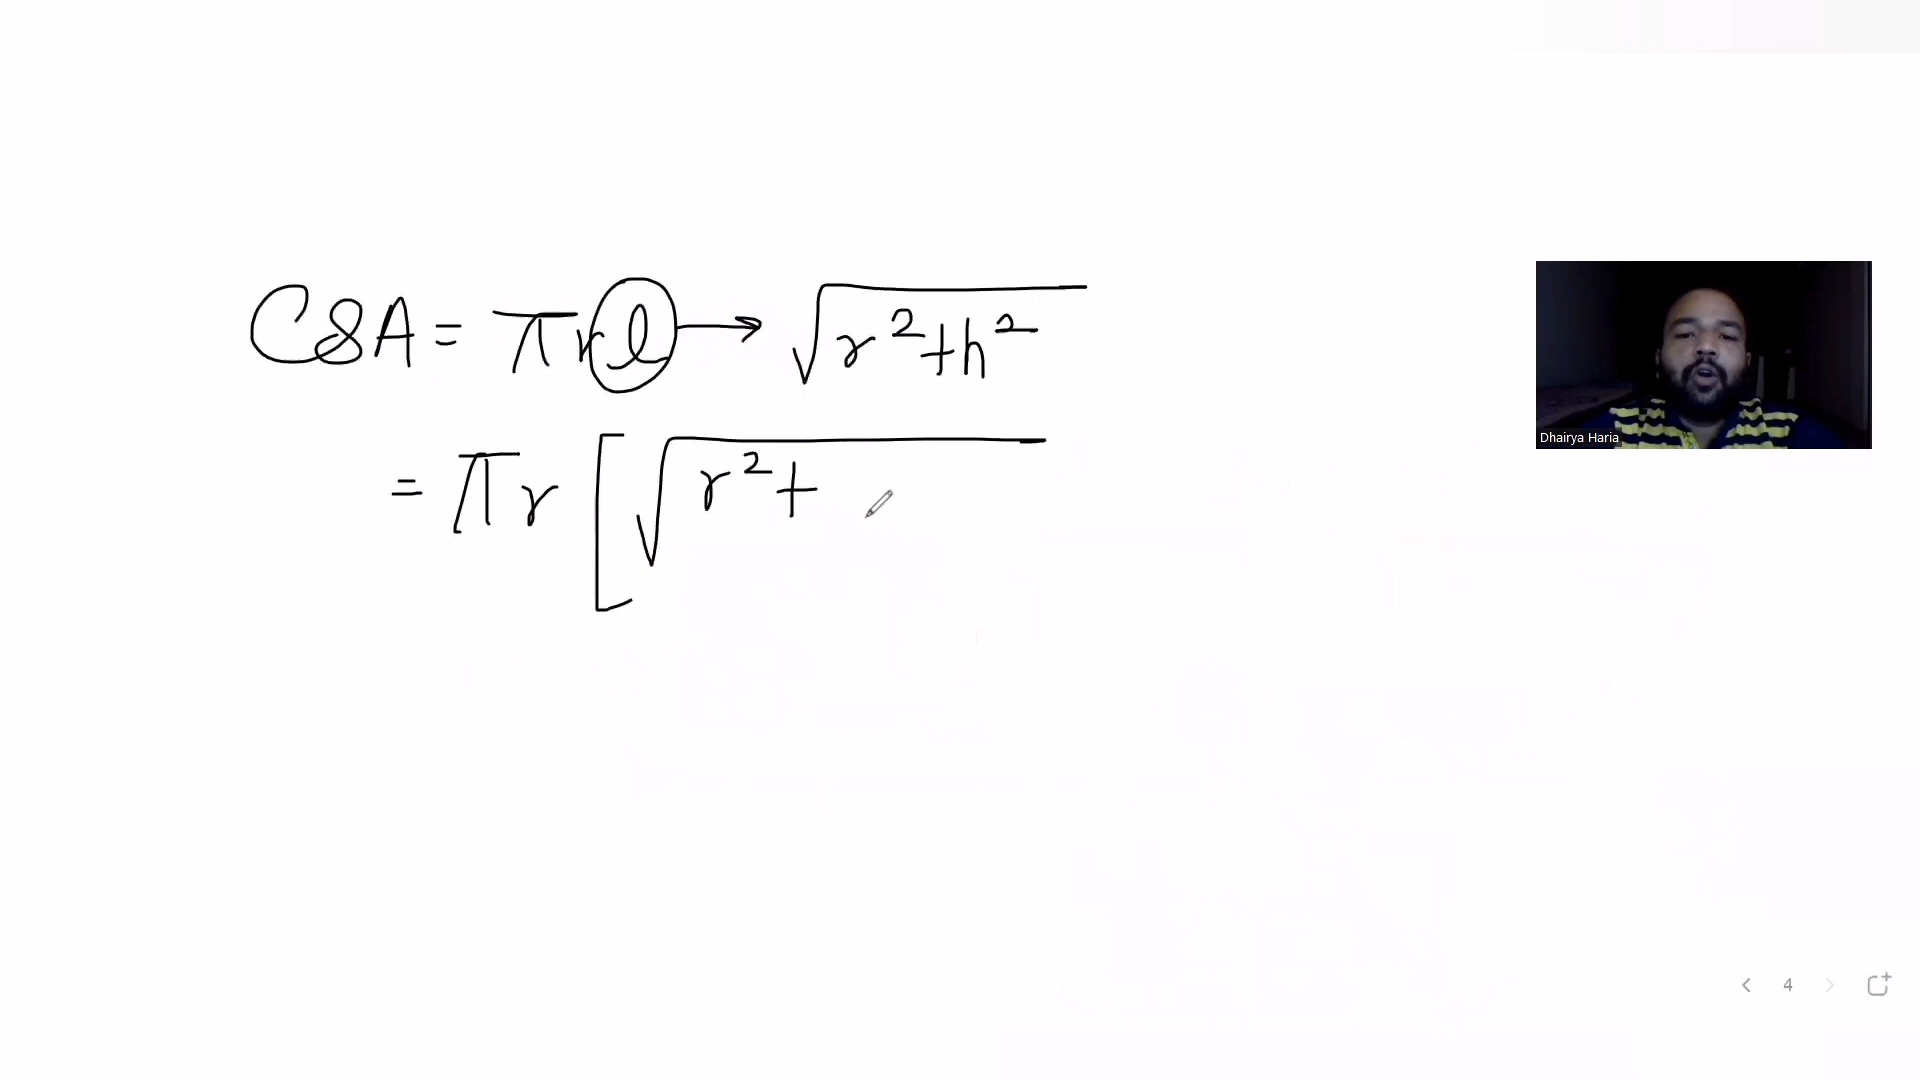 CSA = πrl → √(r²+h²)
= πr [√(r²+
Dhairya Haria
4